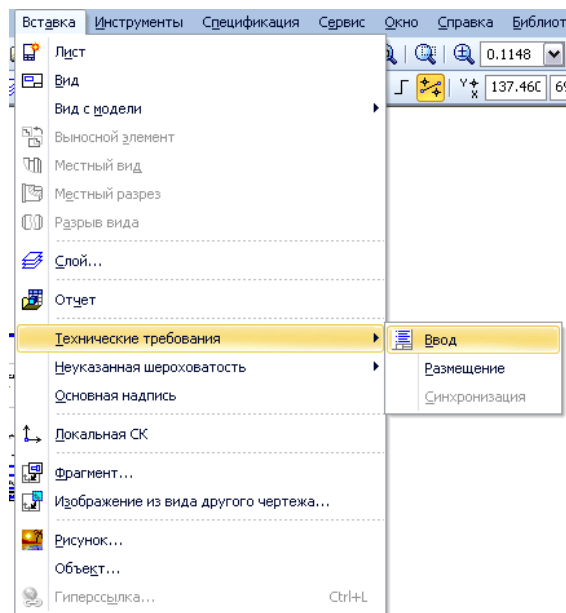 Вставка Инструменты Спецификация Сервис Окно Справка
Лист 0.1148
Вид 137.460
Вид с модели
Выносной элемент
Местный вид
Местный разрез
Разрыв вида
Слой...
Отчет
Технические требования Ввод
Неуказанная шероховатость Размещение
Основная надпись Синхронизация
Локальная СК
Фрагмент...
Изображение из вида другого чертежа...
Рисунок...
Объект...
Гиперссылка... Ctrl+L